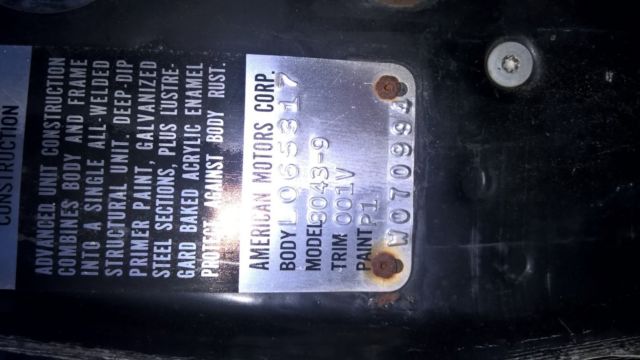 CONSTRUCTION
ADVANCED UNIT CONSTRUCTION
COMBINES BODY AND FRAME
INTO A SINGLE ALL-WELDED
STRUCTURAL UNIT, DEEP-DIP
PRIMER PAINT, GALVANIZED
STEEL SECTIONS, PLUS LUSTRE-
GARD BAKED ACRYLIC ENAMEL
PROTECT AGAINST BODY RUST.
AMERICAN MOTORS CORP.
BODY L065317
MODEL 8043-9
TRIM 001V
PAINT P1
W0709994